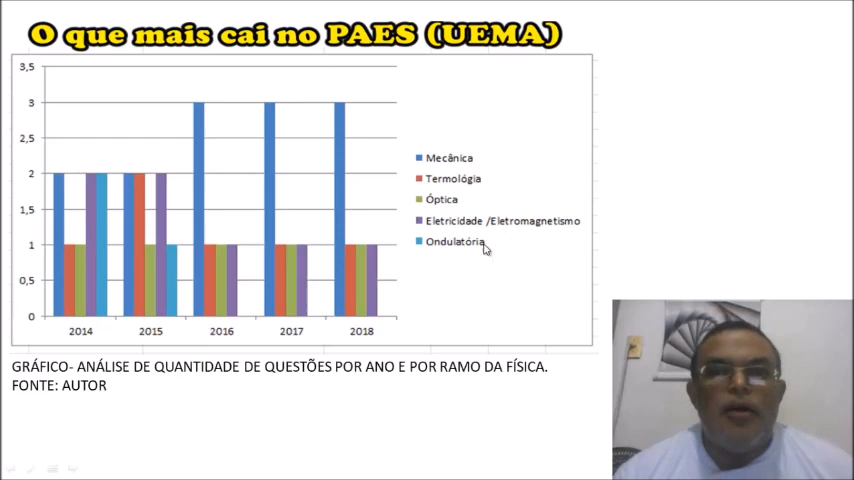 O que mais cai no PAES (UEMA)
3,5
3
2,5
2
1,5
1
0,5
0
2014 2015 2016 2017 2018
Mecânica
Termológia
Óptica
Eletricidade /Eletromagnetismo
Ondulatória
GRÁFICO- ANÁLISE DE QUANTIDADE DE QUESTÕES POR ANO E POR RAMO DA FÍSICA.
FONTE: AUTOR